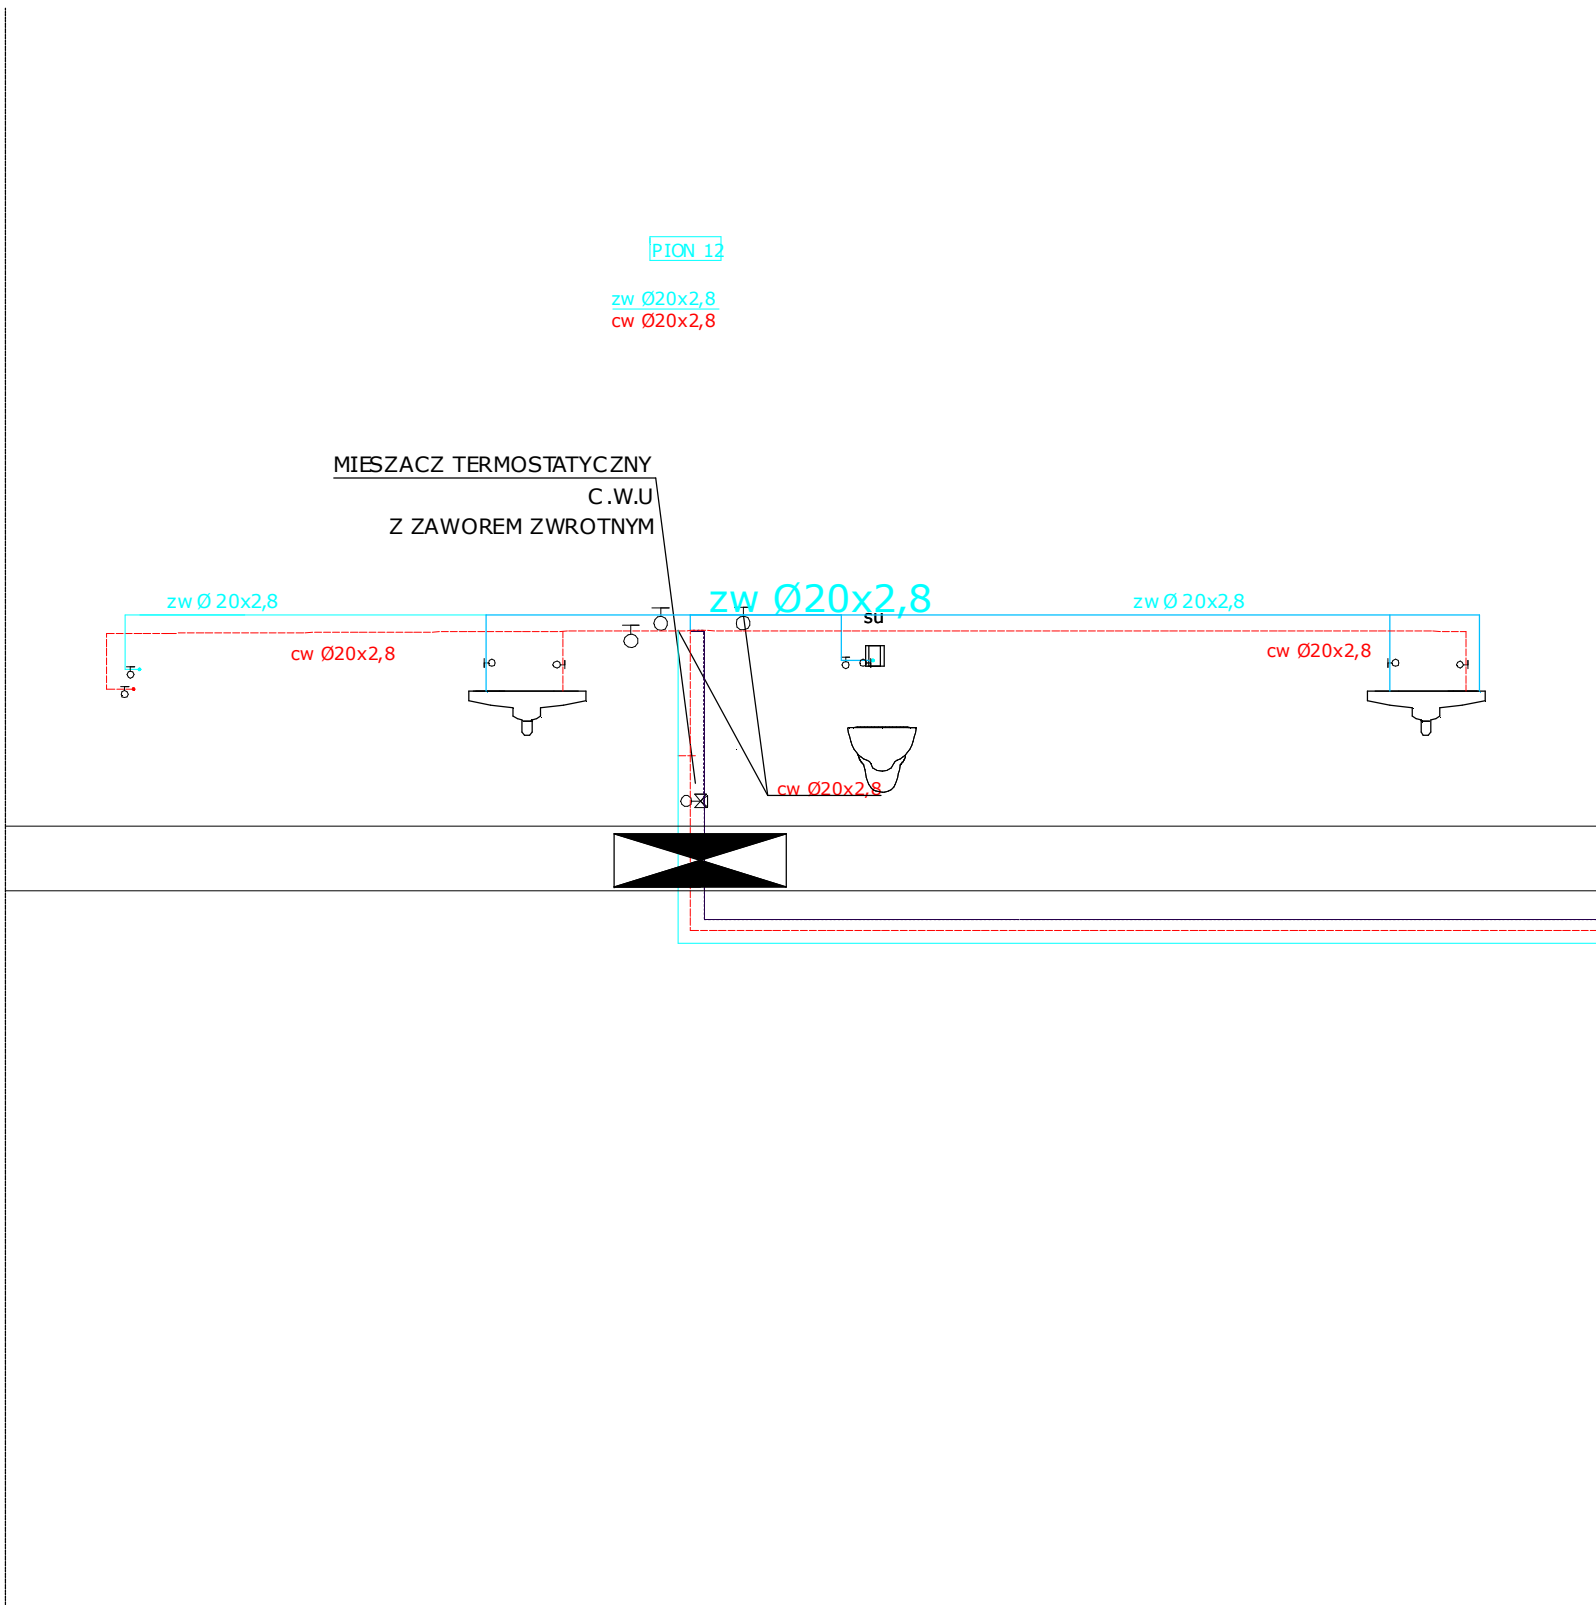 PION 12
zw Ø20x2,8
cw Ø20x2,8
MIESZACZ TERMOSTATYCZNY
C.W.U
Z ZAWOREM ZWROTNYM
zw Ø 20x2,8
zw Ø20x2,8
zw Ø 20x2,8
su
cw Ø20x2,8
cw Ø20x2,8
cw Ø20x2,8